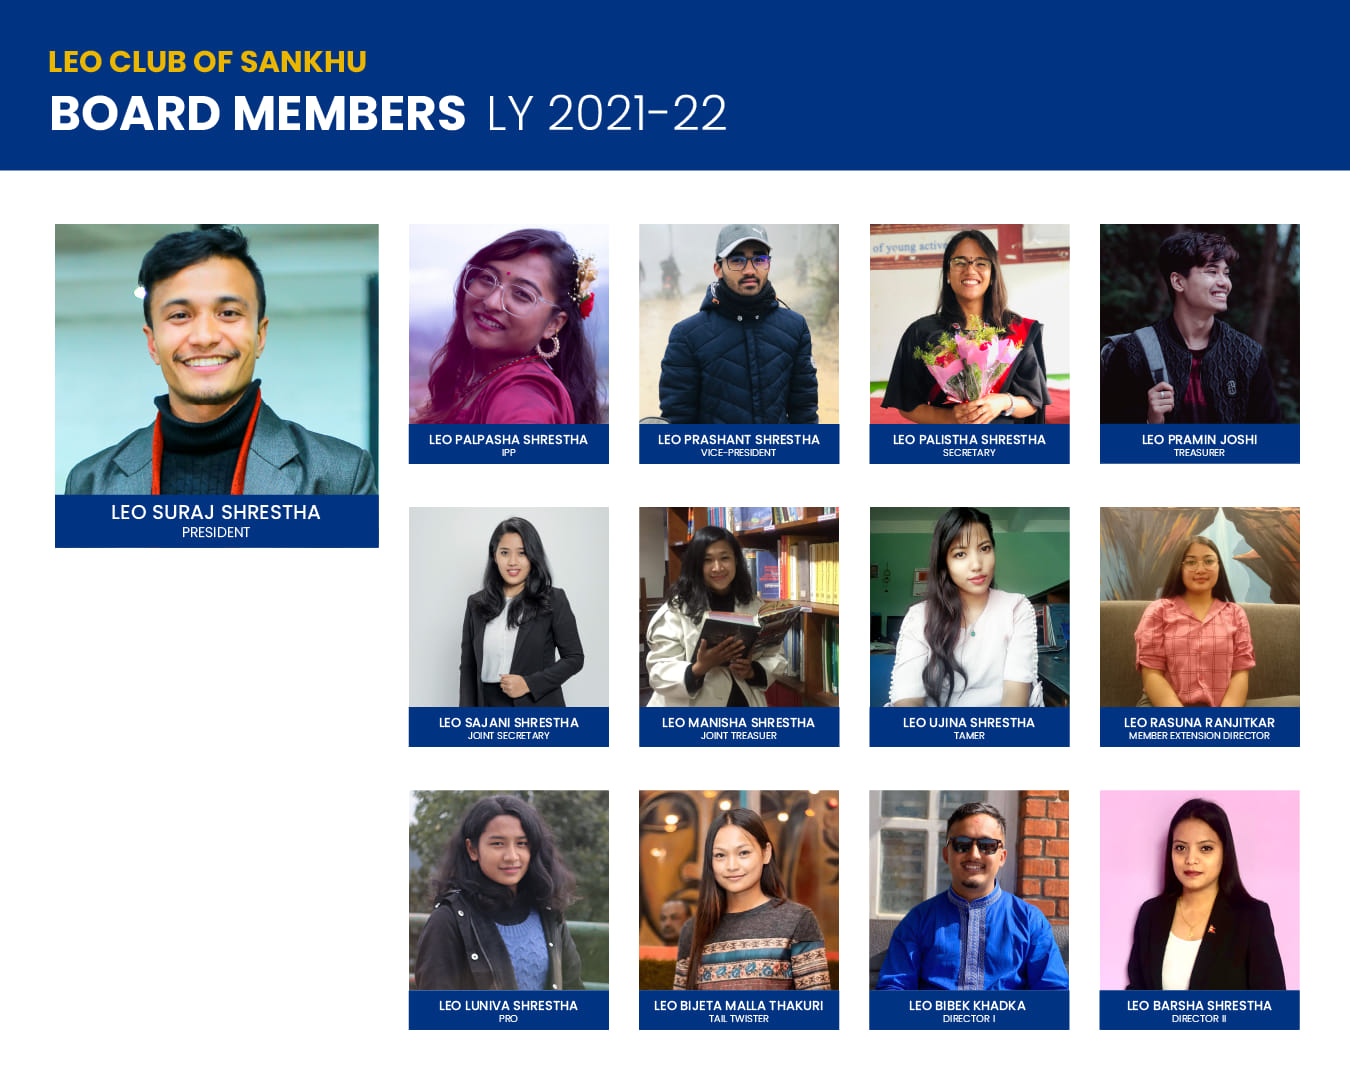 LEO CLUB OF SANKHU
BOARD MEMBERS LY 2021-22
of young active
LEO SURAJ SHRESTHA
PRESIDENT
LEO PALPASHA SHRESTHA
IPP
LEO PRASHANT SHRESTHA
VICE-PRESIDENT
LEO PALISTHA SHRESTHA
SECRETARY
LEO PRAMIN JOSHI
TREASURER
LEO SAJANI SHRESTHA
JOINT SECRETARY
LEO MANISHA SHRESTHA
JOINT TREASUER
LEO UJINA SHRESTHA
TAMER
LEO RASUNA RANJITKAR
MEMBER EXTENSION DIRECTOR
LEO LUNIVA SHRESTHA
PRO
LEO BIJETA MALLA THAKURI
TAIL TWISTER
LEO BIBEK KHADKA
DIRECTOR I
LEO BARSHA SHRESTHA
DIRECTOR II